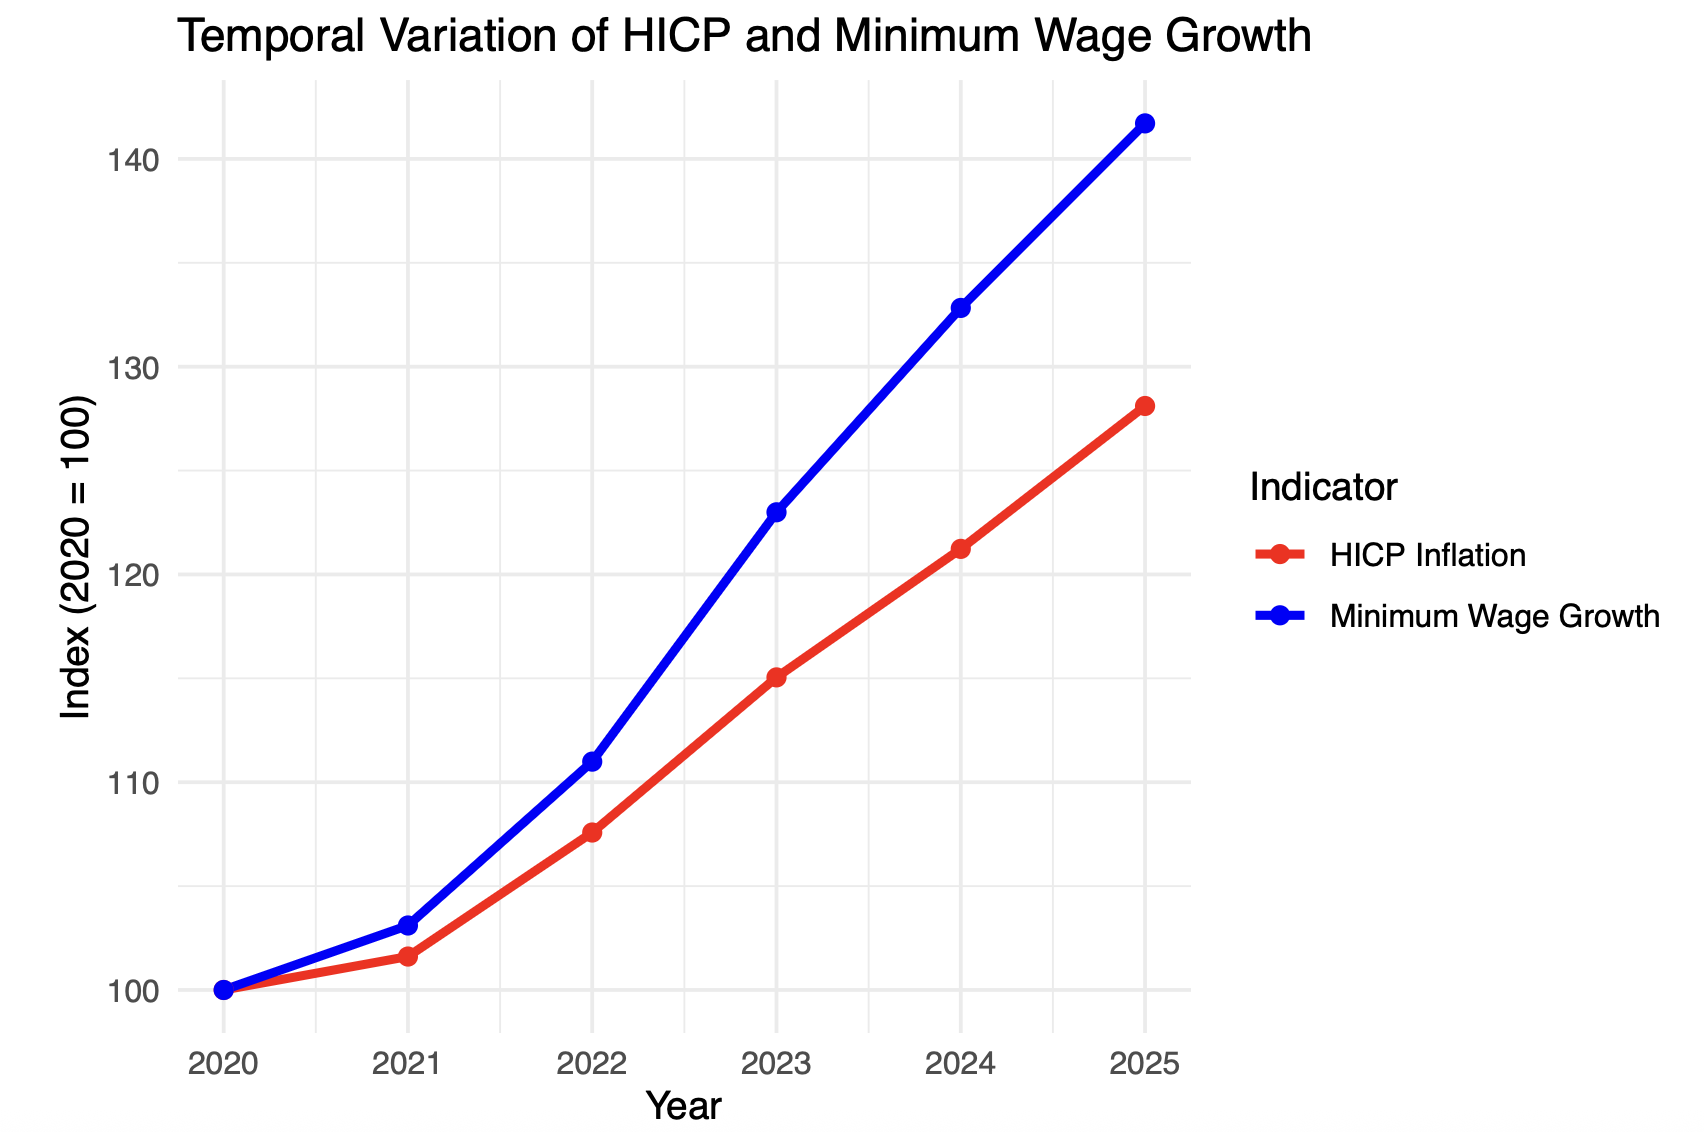 Temporal Variation of HICP and Minimum Wage Growth
140
130
120
110
100
Index (2020 = 100)
2020 2021 2022 2023 2024 2025
Year
Indicator
HICP Inflation
Minimum Wage Growth